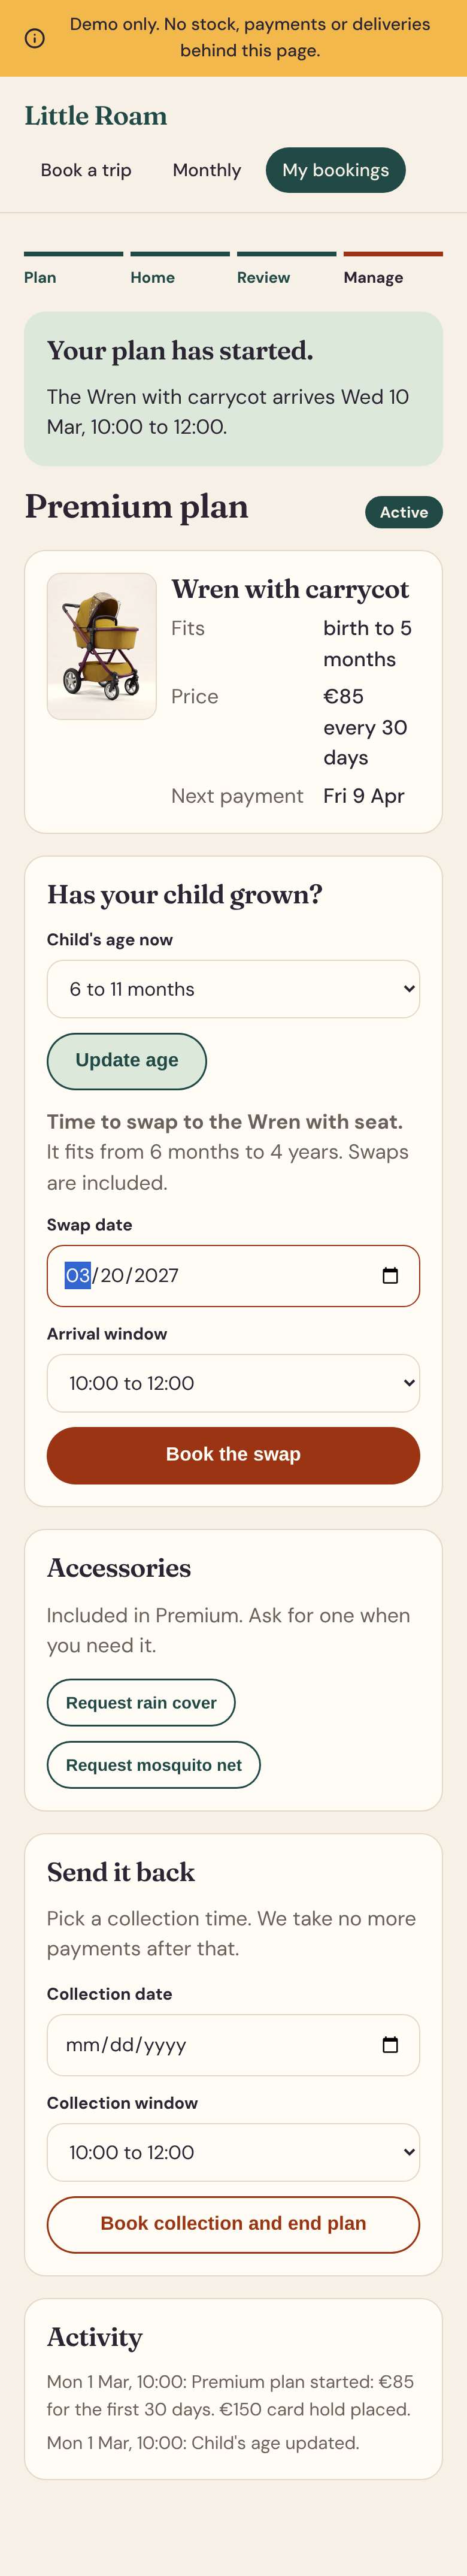 Demo only. No stock, payments or deliveries
behind this page.
Little Roam
Book a trip
Monthly
My bookings
Plan
Home
Review
Manage
Your plan has started.
The Wren with carrycot arrives Wed 10
Mar, 10:00 to 12:00.
Premium plan
Active
Wren with carrycot
Fits
birth to 5
months
Price
€85
every 30
days
Next payment
Fri 9 Apr
Has your child grown?
Child's age now
6 to 11 months
Update age
Time to swap to the Wren with seat.
It fits from 6 months to 4 years. Swaps
are included.
Swap date
03/20/2027
Arrival window
10:00 to 12:00
Book the swap
Accessories
Included in Premium. Ask for one when
you need it.
Request rain cover
Request mosquito net
Send it back
Pick a collection time. We take no more
payments after that.
Collection date
mm/dd/yyyy
Collection window
10:00 to 12:00
Book collection and end plan
Activity
Mon 1 Mar, 10:00: Premium plan started: €85
for the first 30 days. €150 card hold placed.
Mon 1 Mar, 10:00: Child's age updated.